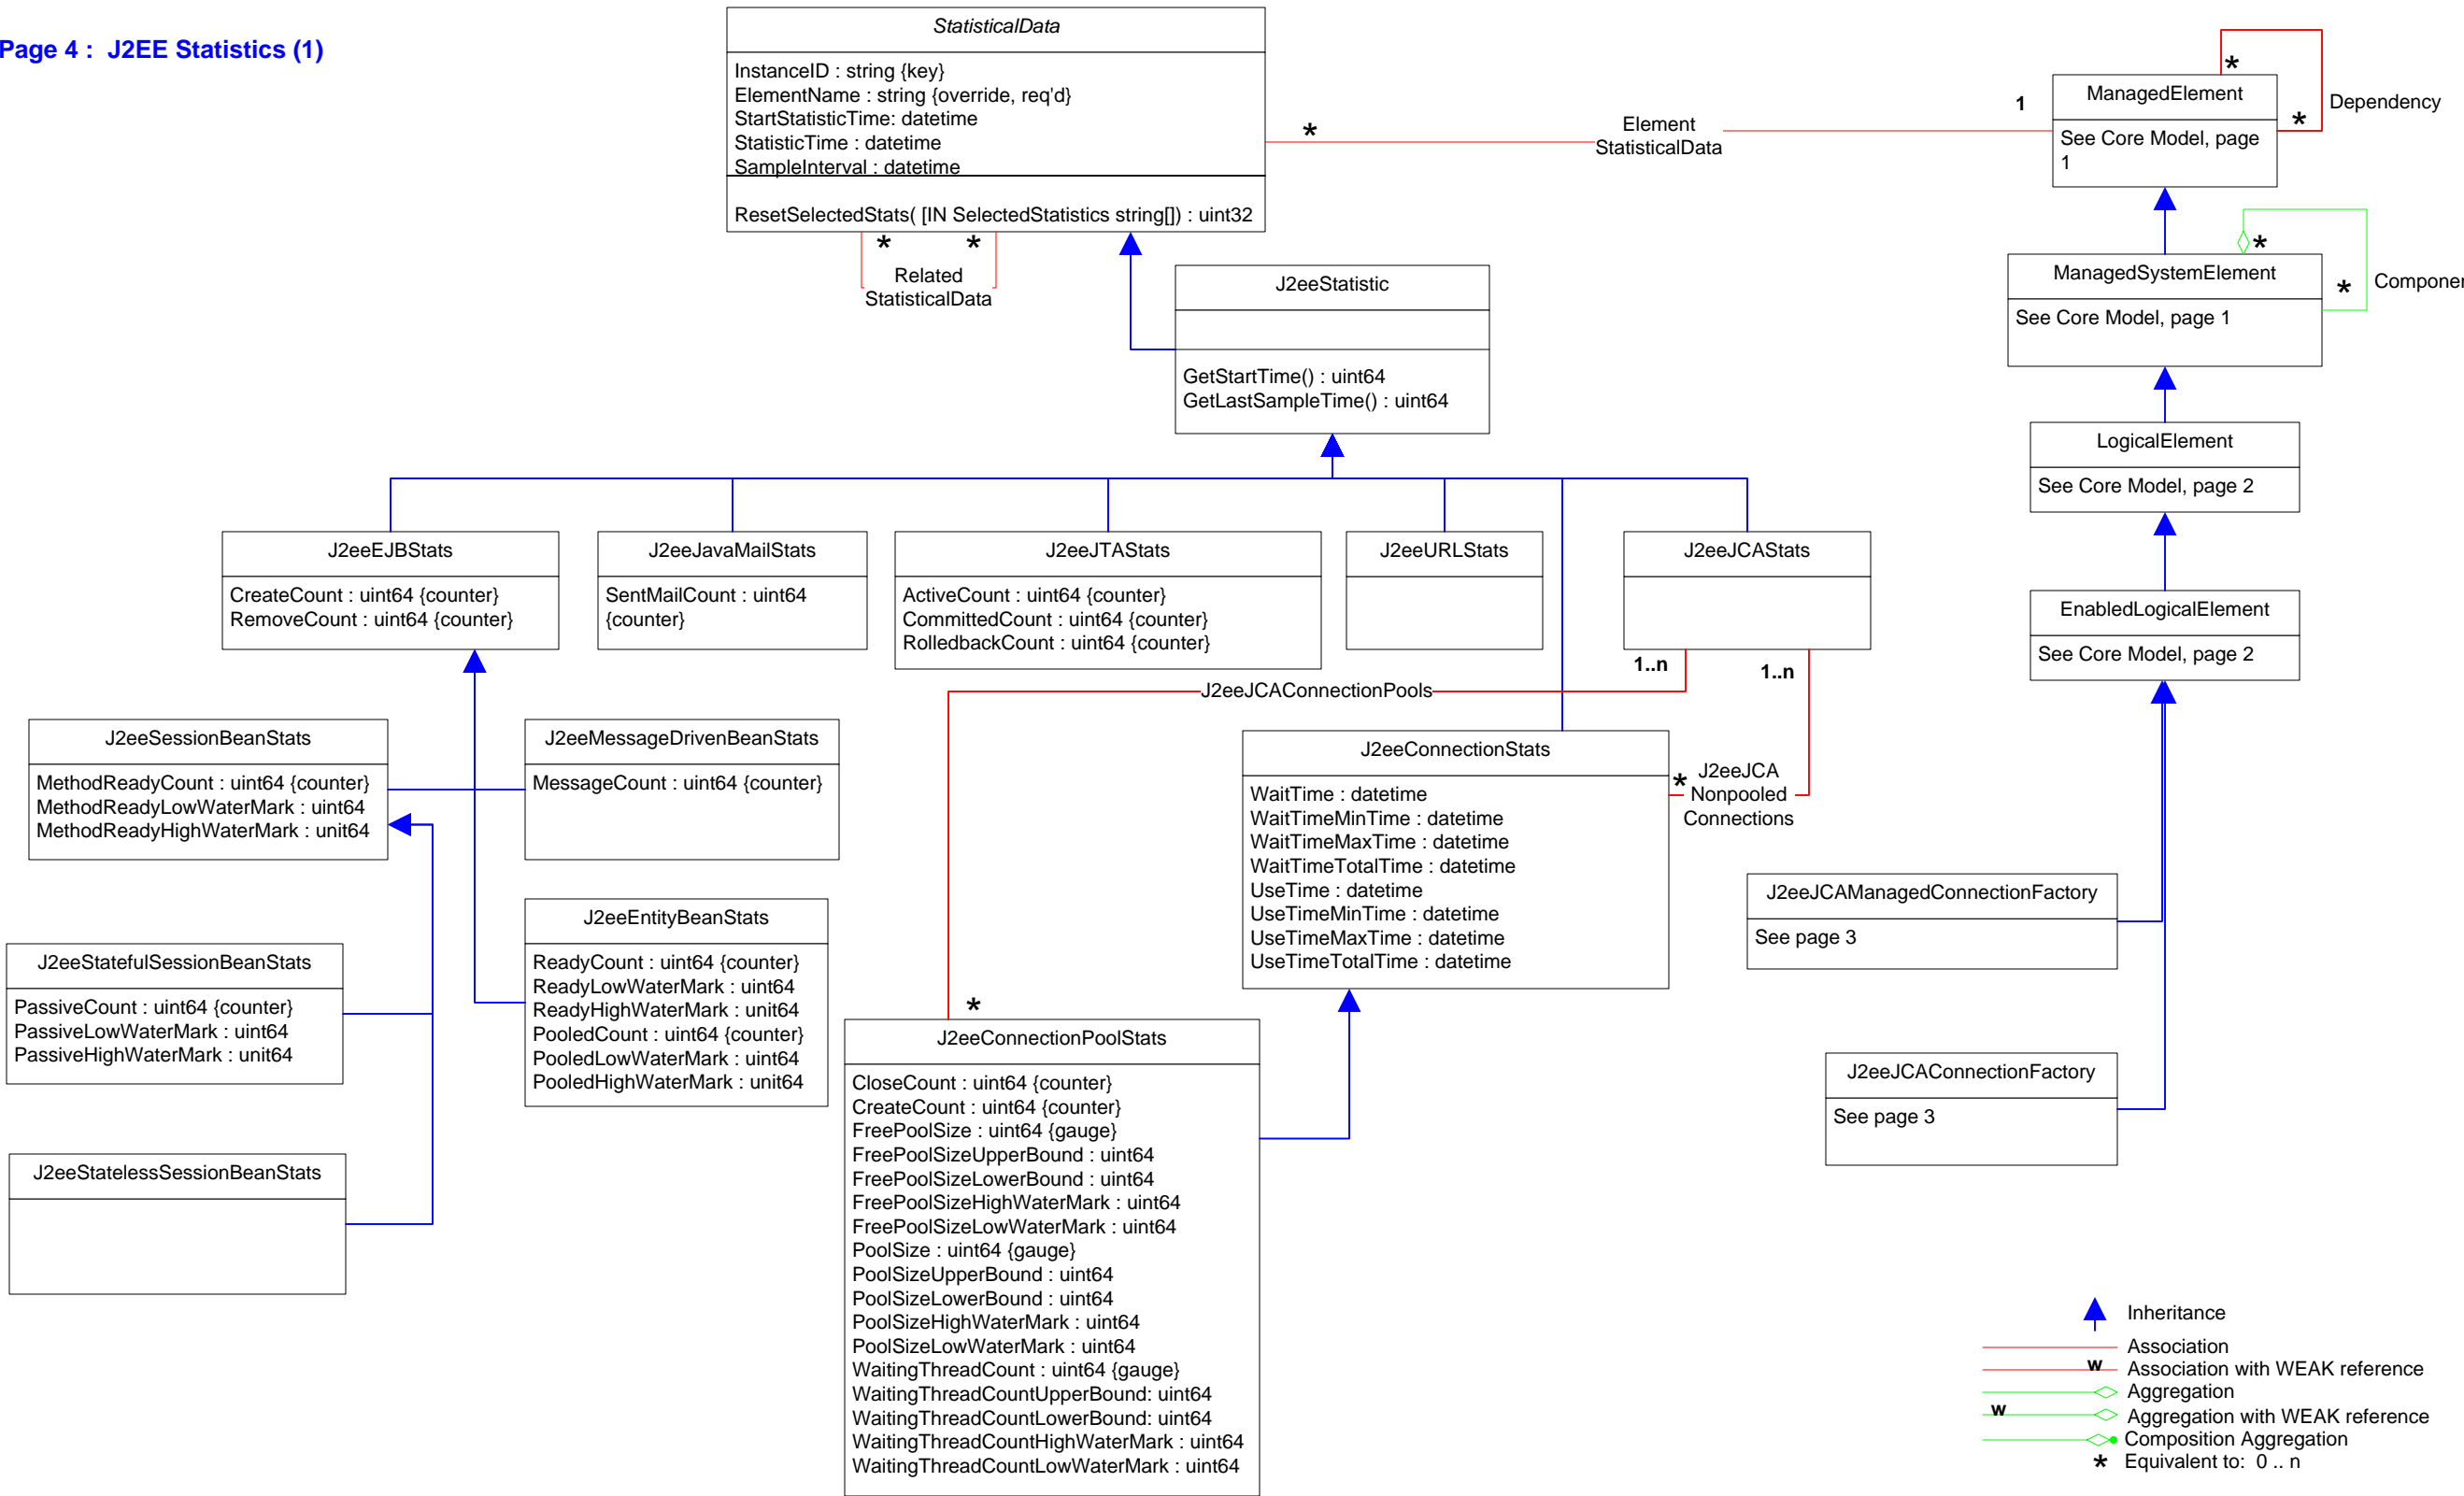 Page 4 :  J2EE Statistics (1)
StatisticalData
InstanceID : string {key}
ElementName : string {override, req'd}
StartStatisticTime: datetime
StatisticTime : datetime
SampleInterval : datetime
ResetSelectedStats( [IN SelectedStatistics string[]) : uint32
*
*
Related
StatisticalData
*
Element
StatisticalData
1
ManagedElement
See Core Model, page
1
*
*
Dependency
ManagedSystemElement
See Core Model, page 1
*
*
Componen
LogicalElement
See Core Model, page 2
EnabledLogicalElement
See Core Model, page 2
J2eeStatistic
GetStartTime() : uint64
GetLastSampleTime() : uint64
J2eeEJBStats
CreateCount : uint64 {counter}
RemoveCount : uint64 {counter}
J2eeJavaMailStats
SentMailCount : uint64
{counter}
J2eeJTAStats
ActiveCount : uint64 {counter}
CommittedCount : uint64 {counter}
RolledbackCount : uint64 {counter}
J2eeURLStats
J2eeJCAStats
1..n
1..n
J2eeJCAConnectionPools
J2eeSessionBeanStats
MethodReadyCount : uint64 {counter}
MethodReadyLowWaterMark : uint64
MethodReadyHighWaterMark : unit64
J2eeMessageDrivenBeanStats
MessageCount : uint64 {counter}
J2eeConnectionStats
WaitTime : datetime
WaitTimeMinTime : datetime
WaitTimeMaxTime : datetime
WaitTimeTotalTime : datetime
UseTime : datetime
UseTimeMinTime : datetime
UseTimeMaxTime : datetime
UseTimeTotalTime : datetime
*
J2eeJCA
Nonpooled
Connections
J2eeJCAManagedConnectionFactory
See page 3
J2eeEntityBeanStats
ReadyCount : uint64 {counter}
ReadyLowWaterMark : uint64
ReadyHighWaterMark : unit64
PooledCount : uint64 {counter}
PooledLowWaterMark : uint64
PooledHighWaterMark : unit64
J2eeStatefulSessionBeanStats
PassiveCount : uint64 {counter}
PassiveLowWaterMark : uint64
PassiveHighWaterMark : unit64
*
J2eeConnectionPoolStats
CloseCount : uint64 {counter}
CreateCount : uint64 {counter}
FreePoolSize : uint64 {gauge}
FreePoolSizeUpperBound : uint64
FreePoolSizeLowerBound : uint64
FreePoolSizeHighWaterMark : uint64
FreePoolSizeLowWaterMark : uint64
PoolSize : uint64 {gauge}
PoolSizeUpperBound : uint64
PoolSizeLowerBound : uint64
PoolSizeHighWaterMark : uint64
PoolSizeLowWaterMark : uint64
WaitingThreadCount : uint64 {gauge}
WaitingThreadCountUpperBound: uint64
WaitingThreadCountLowerBound: uint64
WaitingThreadCountHighWaterMark : uint64
WaitingThreadCountLowWaterMark : uint64
J2eeJCAConnectionFactory
See page 3
J2eeStatelessSessionBeanStats
Inheritance
Association
w Association with WEAK reference
Aggregation
w Aggregation with WEAK reference
Composition Aggregation
* Equivalent to:  0 .. n